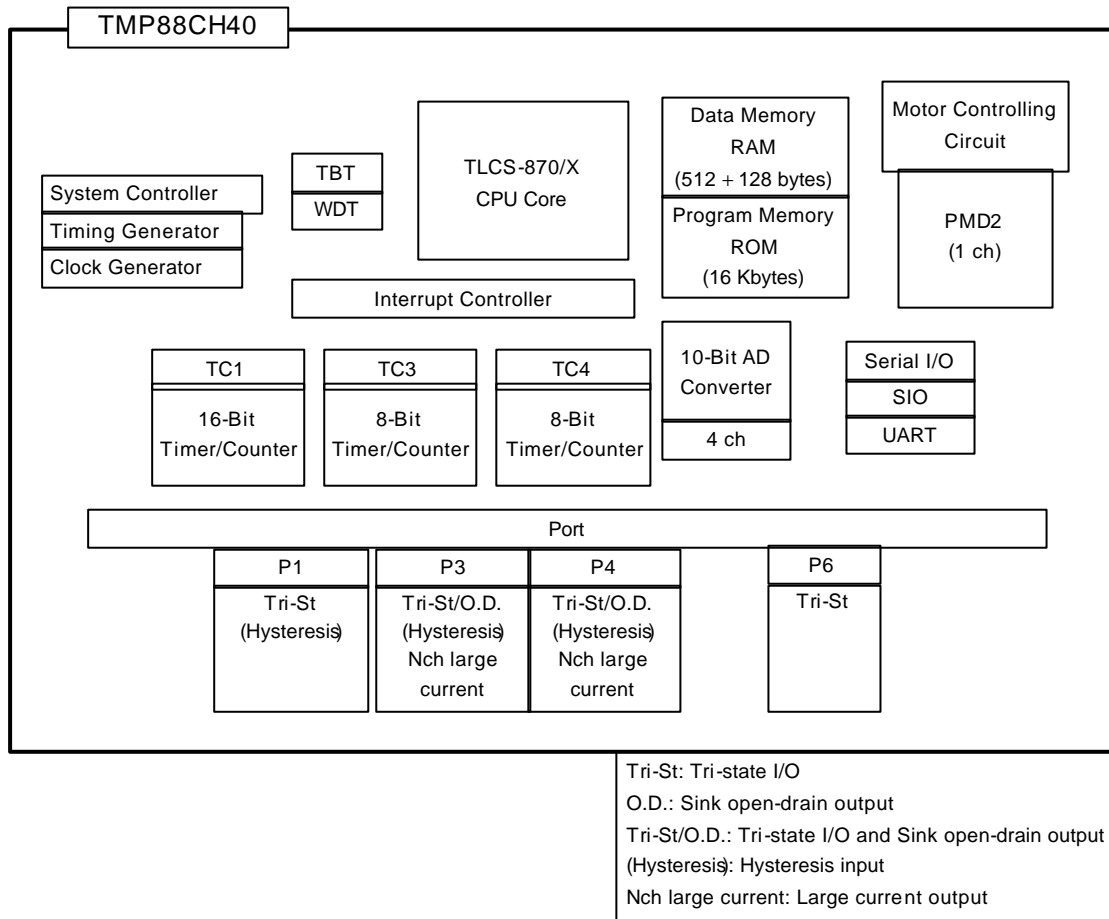 TMP88CH40
System Controller
Timing Generator
Clock Generator
TBT
WDT
TLCS-870/X
CPU Core
Data Memory
RAM
(512 + 128 bytes)
Program Memory
ROM
(16 Kbytes)
Motor Controlling
Circuit
PMD2
(1 ch)
Interrupt Controller
TC1
16-Bit
Timer/Counter
TC3
8-Bit
Timer/Counter
TC4
8-Bit
Timer/Counter
10-Bit AD
Converter
4 ch
Serial I/O
SIO
UART
Port
P1
Tri-St
(Hysteresis)
P3
Tri-St/O.D.
(Hysteresis)
Nch large
current
P4
Tri-St/O.D.
(Hysteresis)
Nch large
current
P6
Tri-St
Tri-St: Tri-state I/O
O.D.: Sink open-drain output
Tri-St/O.D.: Tri-state I/O and Sink open-drain output
(Hysteresis): Hysteresis input
Nch large current: Large current output